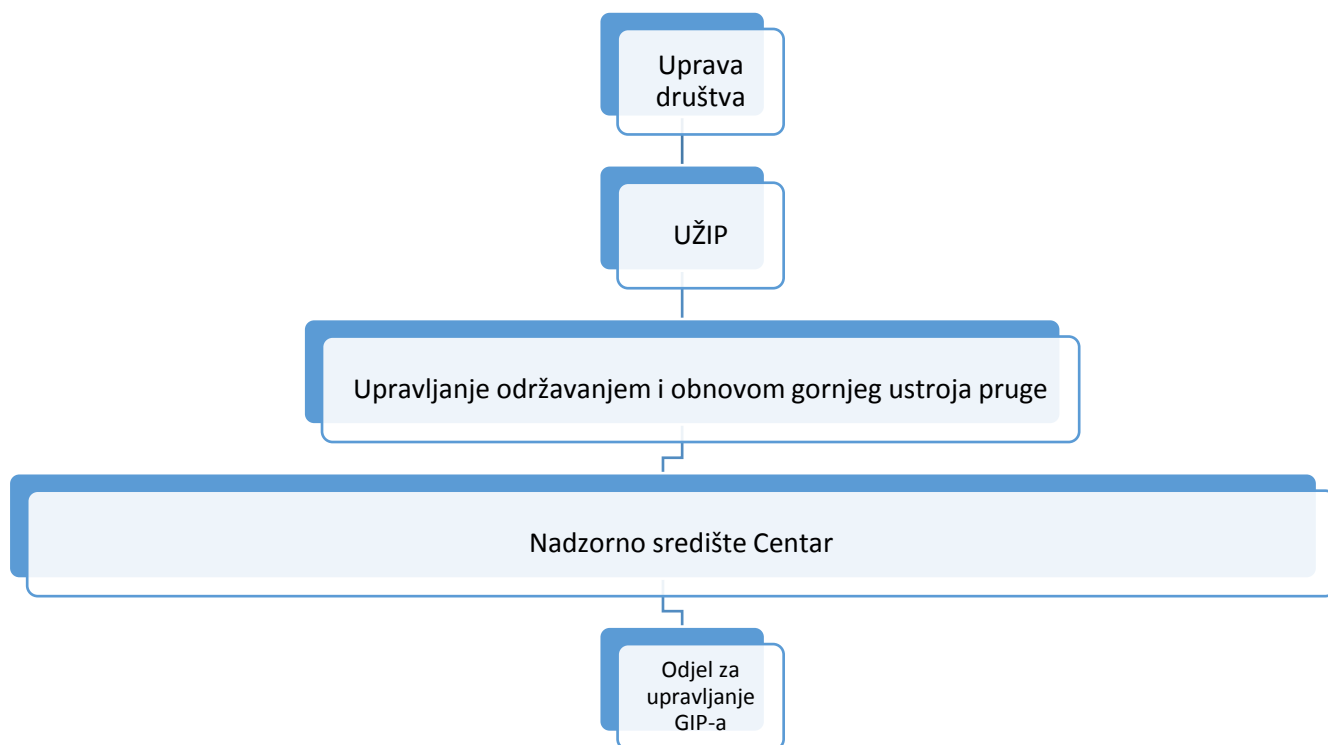 Uprava
društva
UŽIP
Upravljanje održavanjem i obnovom gornjeg ustroja pruge
Nadzorno središte Centar
Odjel za
upravljanje
GIP-a